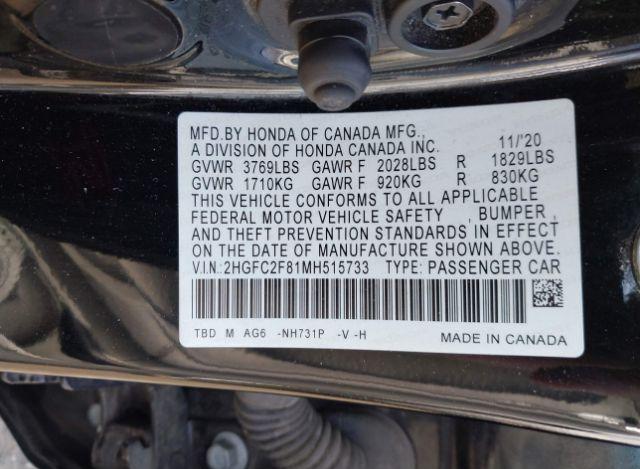 MFD.BY HONDA OF CANADA MFG., 11/'20
A DIVISION OF HONDA CANADA INC.
GVWR 3769LBS GAWR F 2028LBS R 1829LBS
GVWR 1710KG GAWR F 920KG R 830KG
THIS VEHICLE CONFORMS TO ALL APPLICABLE
FEDERAL MOTOR VEHICLE SAFETY , BUMPER ,
AND THEFT PREVENTION STANDARDS IN EFFECT
ON THE DATE OF MANUFACTURE SHOWN ABOVE.
V.I.N.:2HGFC2F81MH515733 TYPE: PASSENGER CAR
TBD M AG6 -NH731P -V -H MADE IN CANADA